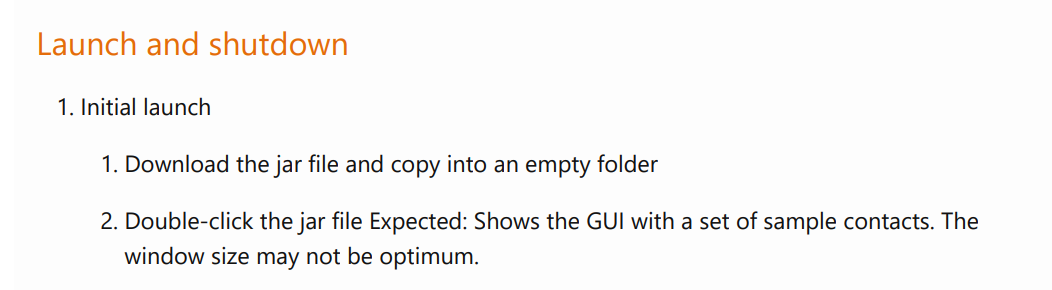 Launch and shutdown
1. Initial launch
1. Download the jar file and copy into an empty folder
2. Double-click the jar file Expected: Shows the GUI with a set of sample contacts. The
window size may not be optimum.